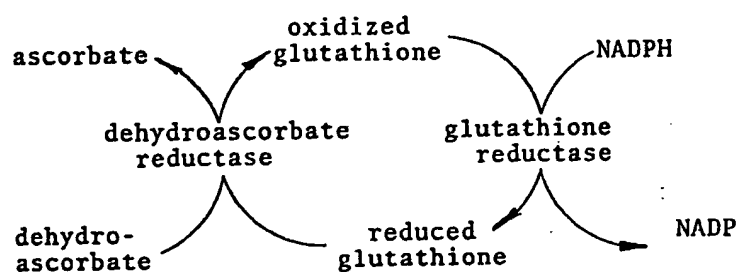 oxidized
glutathione
ascorbate
NADPH
dehydroascorbate
reductase
glutathione
reductase
dehydro-
ascorbate
reduced
glutathione
NADP